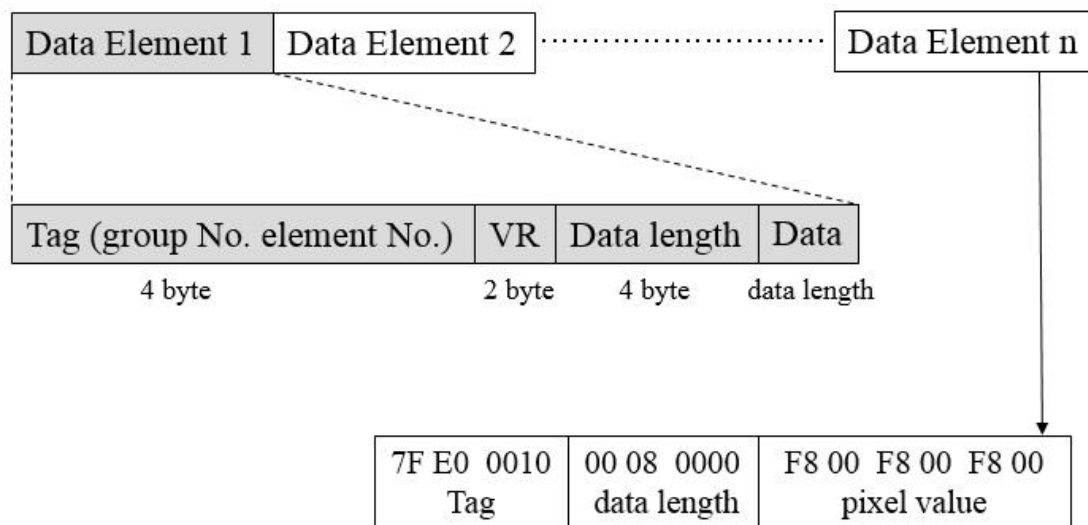 Data Element 1 Data Element 2 Data Element n
Tag (group No. element No.) VR Data length Data
4 byte 2 byte 4 byte data length
7F E0 0010 00 08 0000 F8 00 F8 00 F8 00
Tag data length pixel value